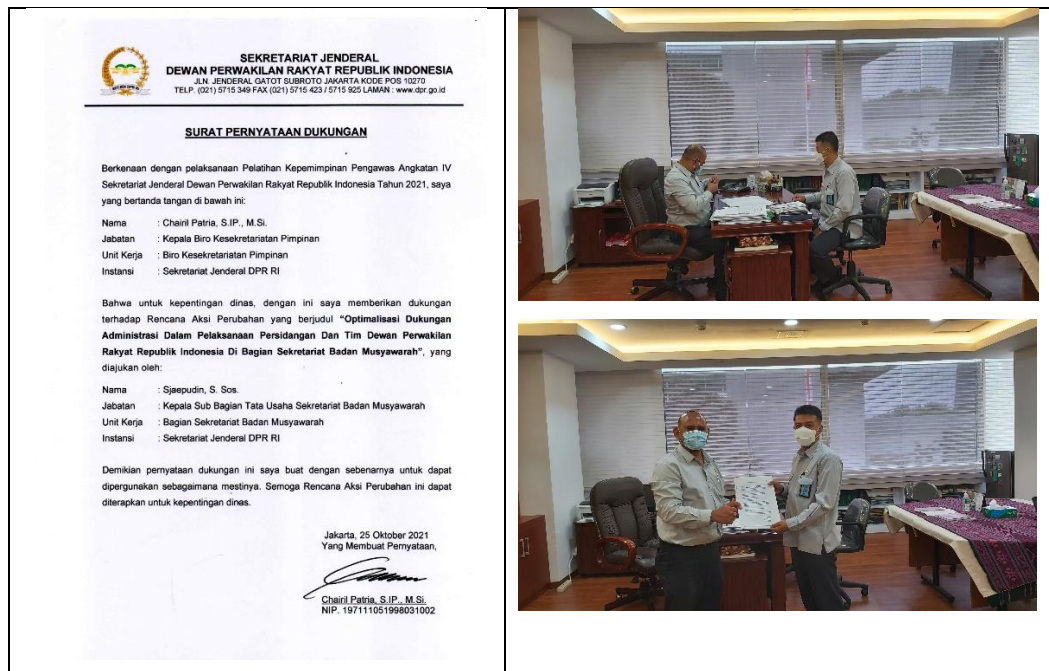 SEKRETARIAT JENDERAL
DEWAN PERWAKILAN RAKYAT REPUBLIK INDONESIA
JLN. JENDERAL GATOT SUBROTO JAKARTA KODE POS 10270
TELP. (021) 5715 349 FAX (021) 5715 423 / 5715 925 LAMAN : www.dpr.go.id
SURAT PERNYATAAN DUKUNGAN
Berkenaan dengan pelaksanaan Pelatihan Kepemimpinan Pengawas Angkatan IV
Sekretariat Jenderal Dewan Perwakilan Rakyat Republik Indonesia Tahun 2021, saya
yang bertanda tangan di bawah ini:
Nama : Chairil Patria, S.IP., M.Si.
Jabatan : Kepala Biro Kesekretariatan Pimpinan
Unit Kerja : Biro Kesekretariatan Pimpinan
Instansi : Sekretariat Jenderal DPR RI
Bahwa untuk kepentingan dinas, dengan ini saya memberikan dukungan
terhadap Rencana Aksi Perubahan yang berjudul “Optimalisasi Dukungan
Administrasi Dalam Pelaksanaan Persidangan Dan Tim Dewan Perwakilan
Rakyat Republik Indonesia Di Bagian Sekretariat Badan Musyawarah”, yang
diajukan oleh:
Nama : Sjaepudin, S. Sos.
Jabatan : Kepala Sub Bagian Tata Usaha Sekretariat Badan Musyawarah
Unit Kerja : Bagian Sekretariat Badan Musyawarah
Instansi : Sekretariat Jenderal DPR RI
Demikian pernyataan dukungan ini saya buat dengan sebenarnya untuk dapat
dipergunakan sebagaimana mestinya. Semoga Rencana Aksi Perubahan ini dapat
diterapkan untuk kepentingan dinas.
Jakarta, 25 Oktober 2021
Yang Membuat Pernyataan,
Chairil Patria, S.IP., M.Si.
NIP. 197111051998031002